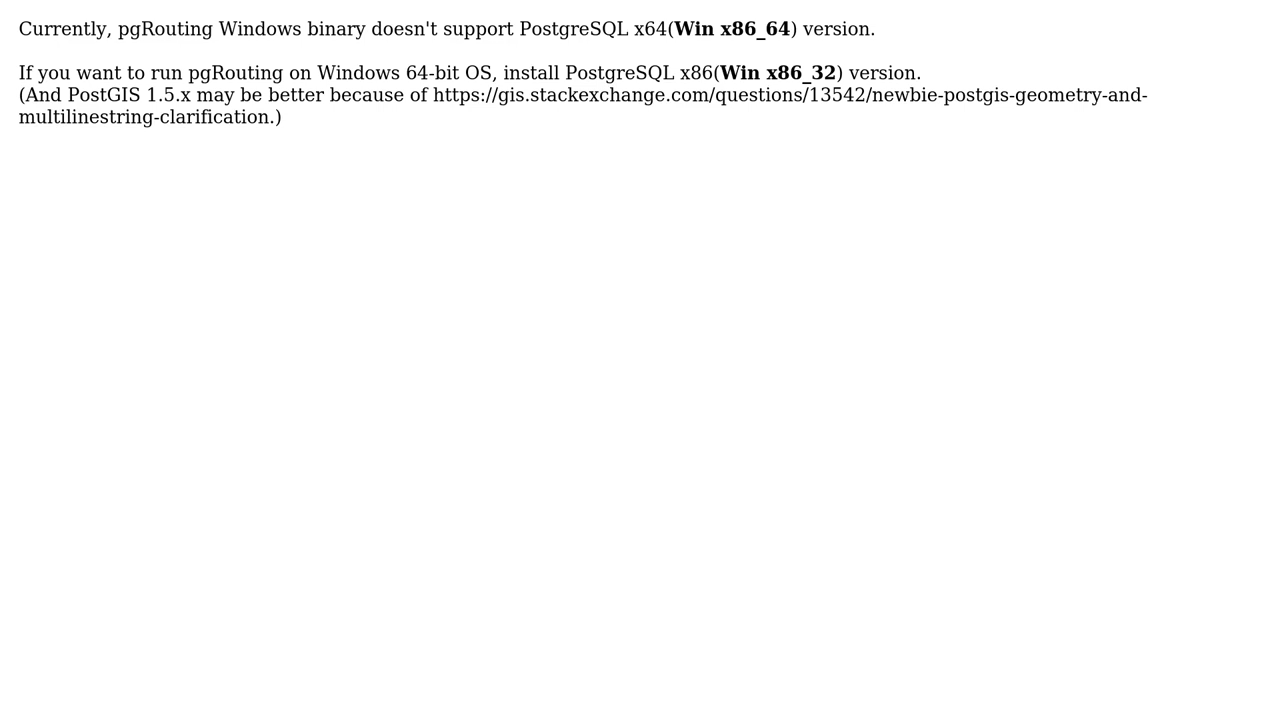 Currently, pgRouting Windows binary doesn't support PostgreSQL x64(Win x86_64) version.
If you want to run pgRouting on Windows 64-bit OS, install PostgreSQL x86(Win x86_32) version.
(And PostGIS 1.5.x may be better because of https://gis.stackexchange.com/questions/13542/newbie-postgis-geometry-and-
multilinestring-clarification.)